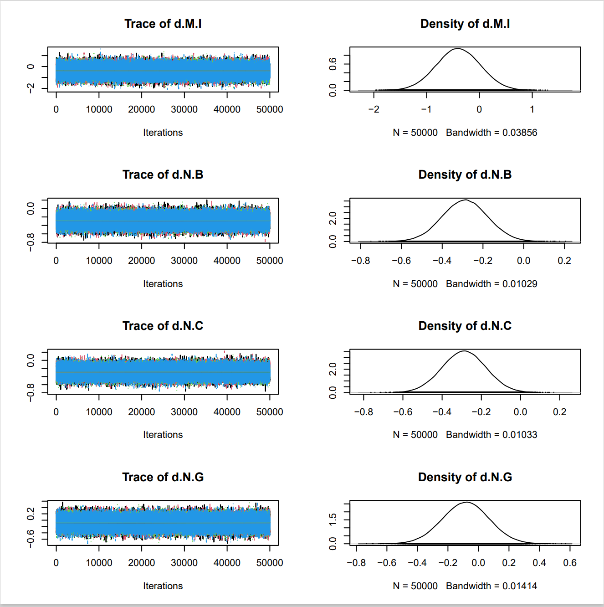 Trace of d.M.I
0
−2
0 10000 20000 30000 40000 50000
Iterations
Density of d.M.I
0.6
0.0
−2 −1 0 1
N = 50000 Bandwidth = 0.03856
Trace of d.N.B
0.0
−0.8
0 10000 20000 30000 40000 50000
Iterations
Density of d.N.B
2.0
0.0
−0.8 −0.6 −0.4 −0.2 0.0 0.2
N = 50000 Bandwidth = 0.01029
Trace of d.N.C
0.0
−0.8
0 10000 20000 30000 40000 50000
Iterations
Density of d.N.C
2.0
0.0
−0.8 −0.6 −0.4 −0.2 0.0 0.2
N = 50000 Bandwidth = 0.01033
Trace of d.N.G
0.2
−0.6
0 10000 20000 30000 40000 50000
Iterations
Density of d.N.G
1.5
0.0
−0.8 −0.6 −0.4 −0.2 0.0 0.2 0.4 0.6
N = 50000 Bandwidth = 0.01414